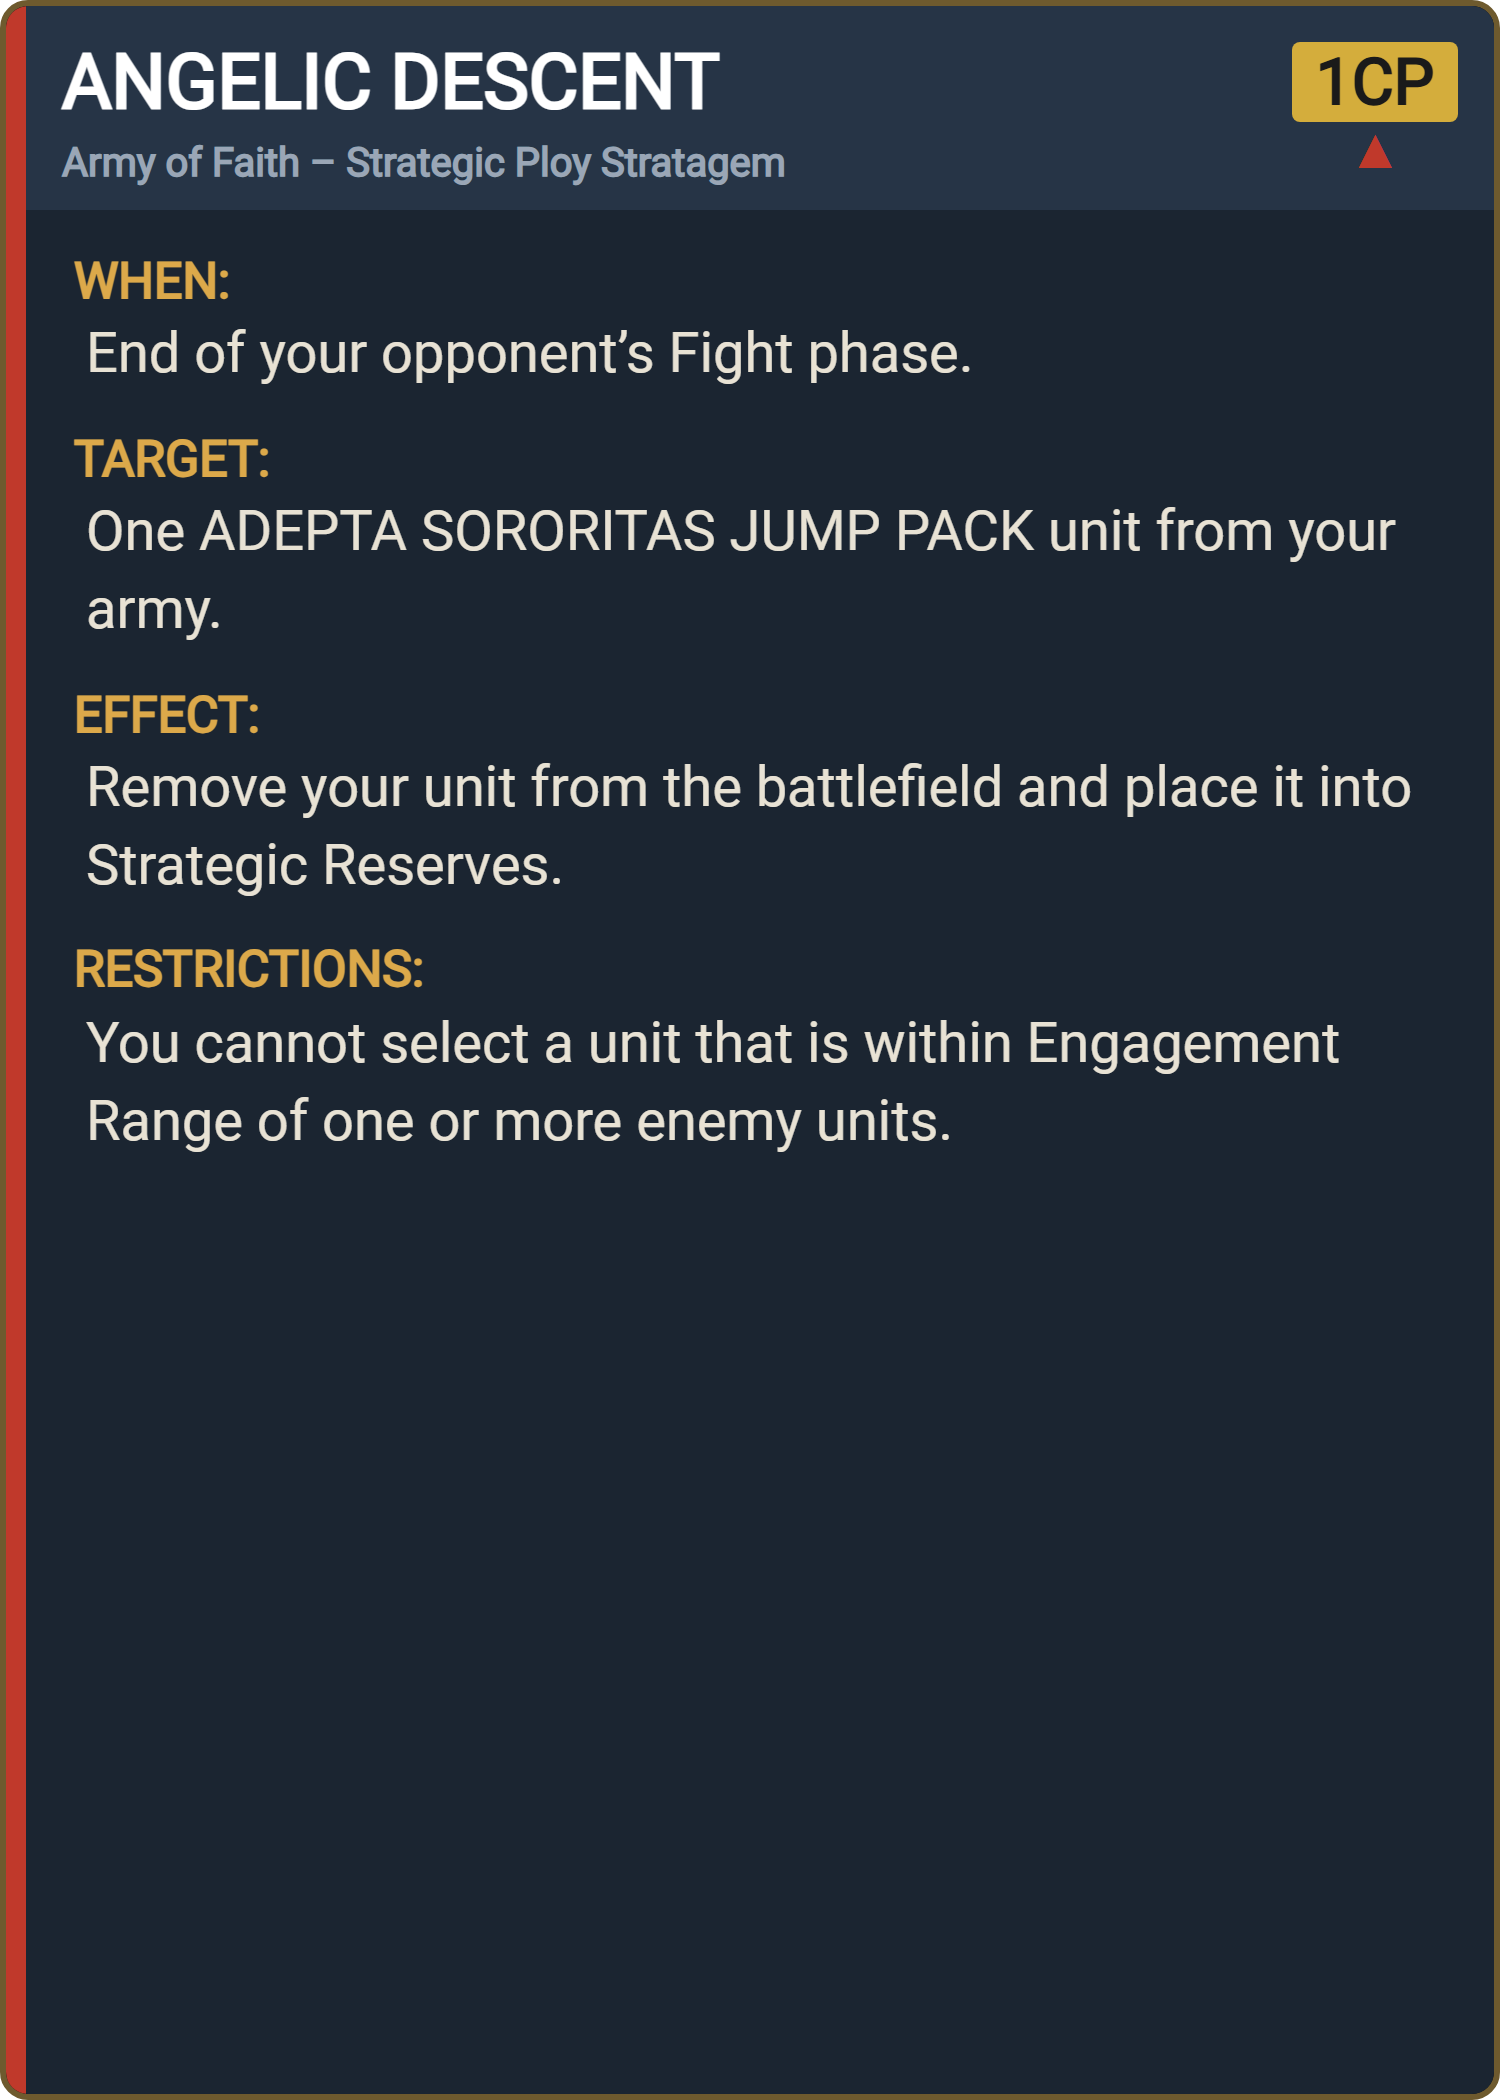 ANGELIC DESCENT
1CP
Army of Faith – Strategic Ploy Stratagem
WHEN:
End of your opponent’s Fight phase.
TARGET:
One ADEPTA SORORITAS JUMP PACK unit from your
army.
EFFECT:
Remove your unit from the battlefield and place it into
Strategic Reserves.
RESTRICTIONS:
You cannot select a unit that is within Engagement
Range of one or more enemy units.